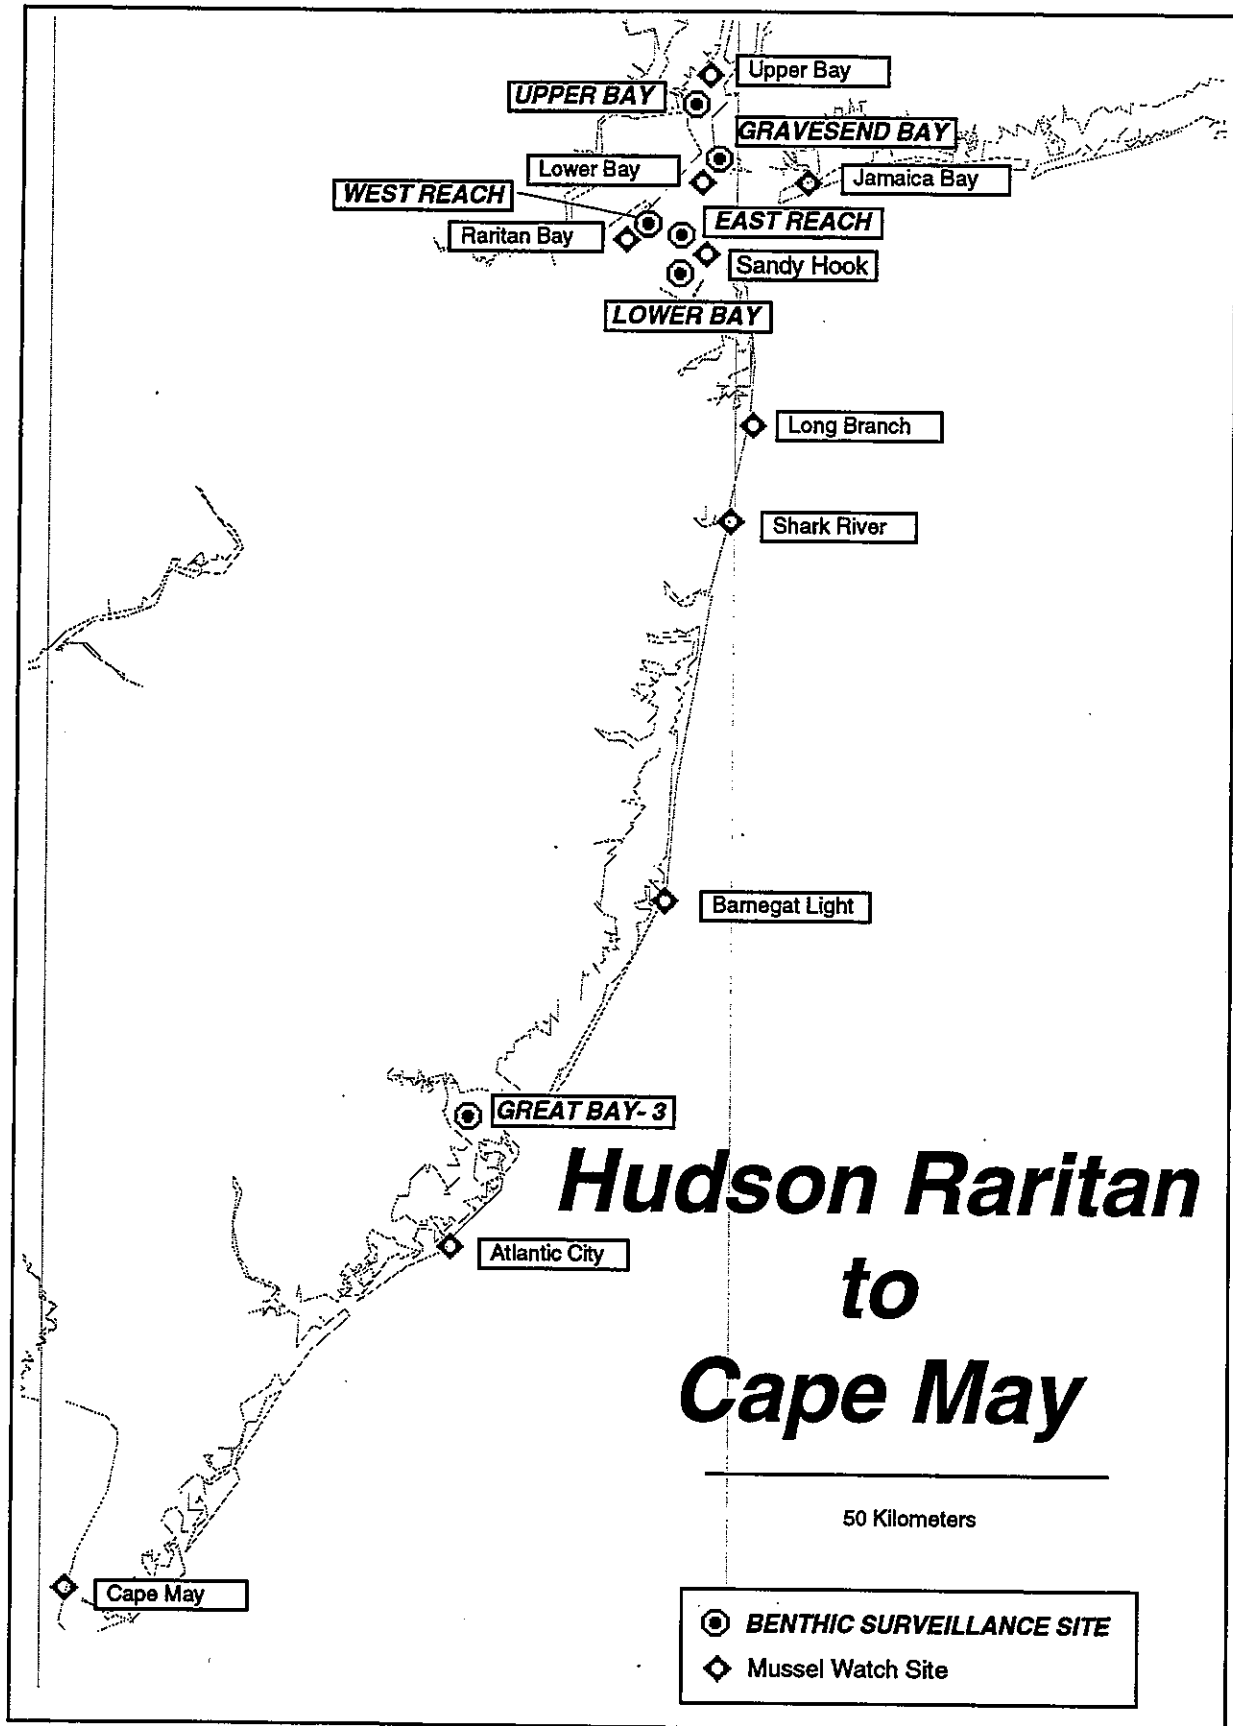 Upper Bay
UPPER BAY
GRAVESEND BAY
Lower Bay
Jamaica Bay
WEST REACH
EAST REACH
Raritan Bay
Sandy Hook
LOWER BAY
Long Branch
Shark River
Barnegat Light
GREAT BAY- 3
Hudson Raritan
to
Cape May
Atlantic City
50 Kilometers
Cape May
BENTHIC SURVEILLANCE SITE
Mussel Watch Site